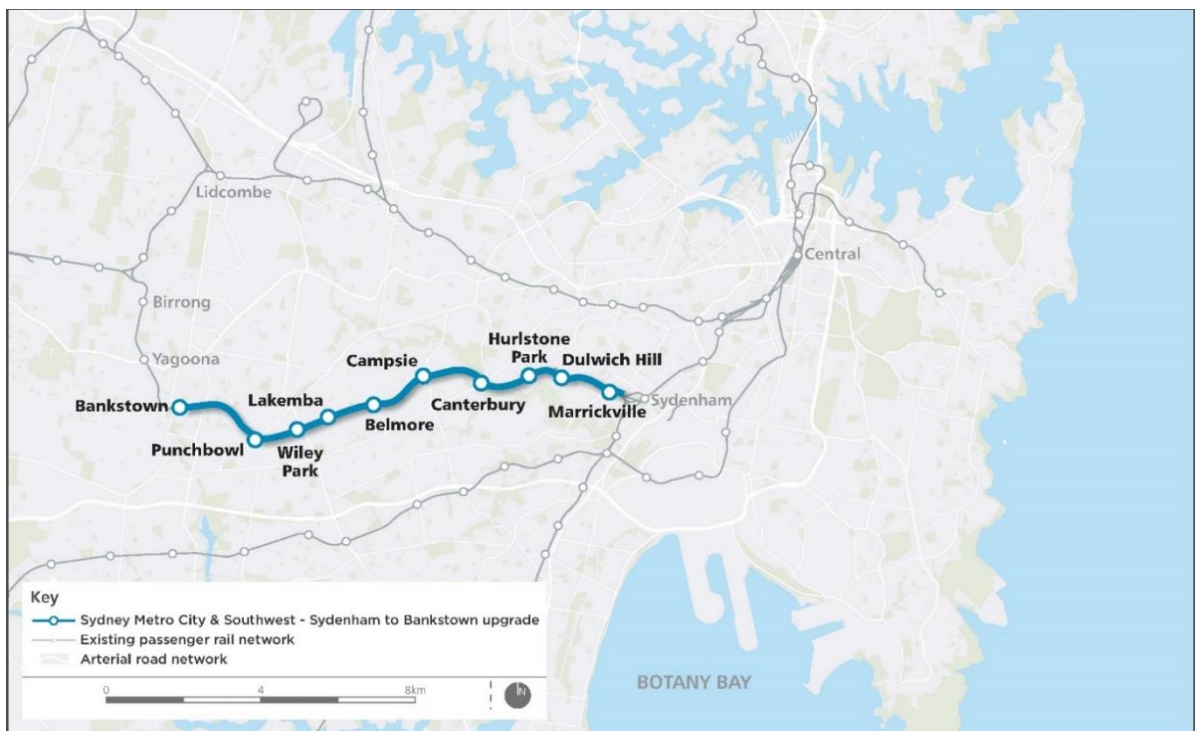 Lidcombe
Central
Birrong
Yagoona
Hurlstone
Park
Dulwich Hill
Campsie
Bankstown
Lakemba
Canterbury
Marrickville
Sydenham
Belmore
Punchbowl
Wiley
Park
Key
Sydney Metro City & Southwest - Sydenham to Bankstown upgrade
Existing passenger rail network
Arterial road network
0
4
8km
N
BOTANY BAY